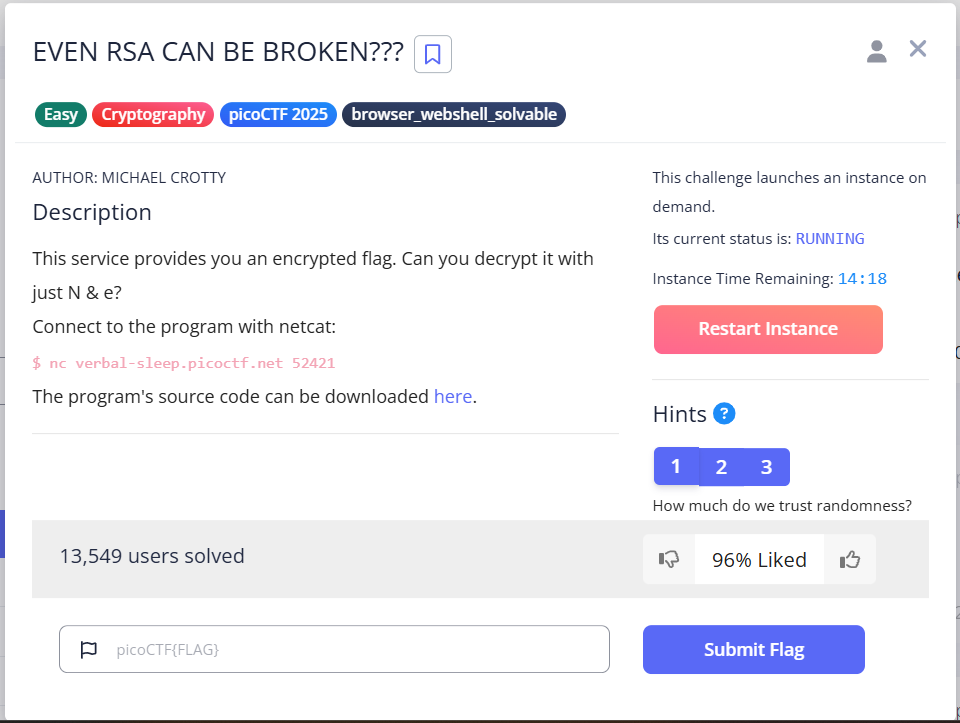 EVEN RSA CAN BE BROKEN???
Easy Cryptography picoCTF 2025 browser_webshell_solvable
AUTHOR: MICHAEL CROTTY
Description
This service provides you an encrypted flag. Can you decrypt it with
just N & e?
Connect to the program with netcat:
$ nc verbal-sleep.picoctf.net 52421
The program's source code can be downloaded here.
This challenge launches an instance on
demand.
Its current status is: RUNNING
Instance Time Remaining: 14:18
Restart Instance
Hints ?
1 2 3
How much do we trust randomness?
13,549 users solved
96% Liked
picoCTF{FLAG}
Submit Flag